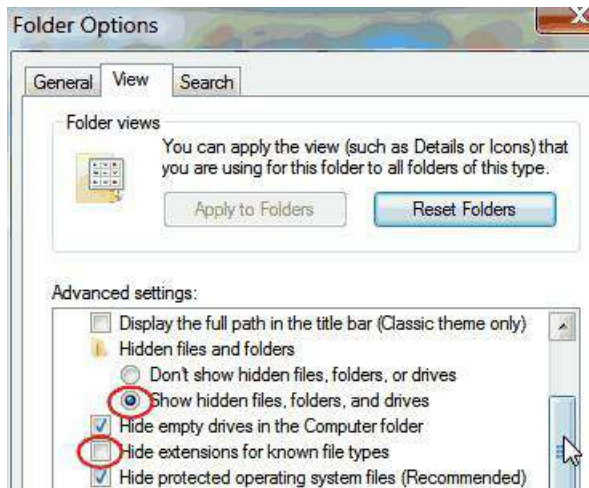 Folder Options
General View Search
Folder views
You can apply the view (such as Details or Icons) that
you are using for this folder to all folders of this type.
Apply to Folders Reset Folders
Advanced settings:
Display the full path in the title bar (Classic theme only)
Hidden files and folders
Don't show hidden files, folders, or drives
Show hidden files, folders, and drives
Hide empty drives in the Computer folder
Hide extensions for known file types
Hide protected operating system files (Recommended)